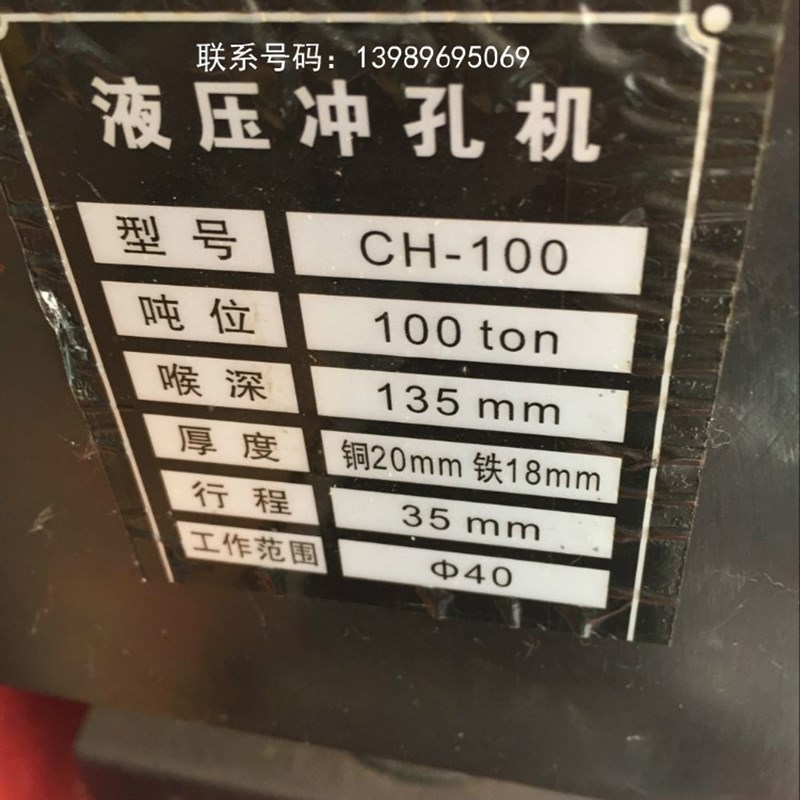 联系号码：13989695069
液压冲孔机
型号 CH-100
吨位 100 ton
喉深 135 mm
厚度 铜20mm 铁18mm
行程 35 mm
工作范围 Φ40